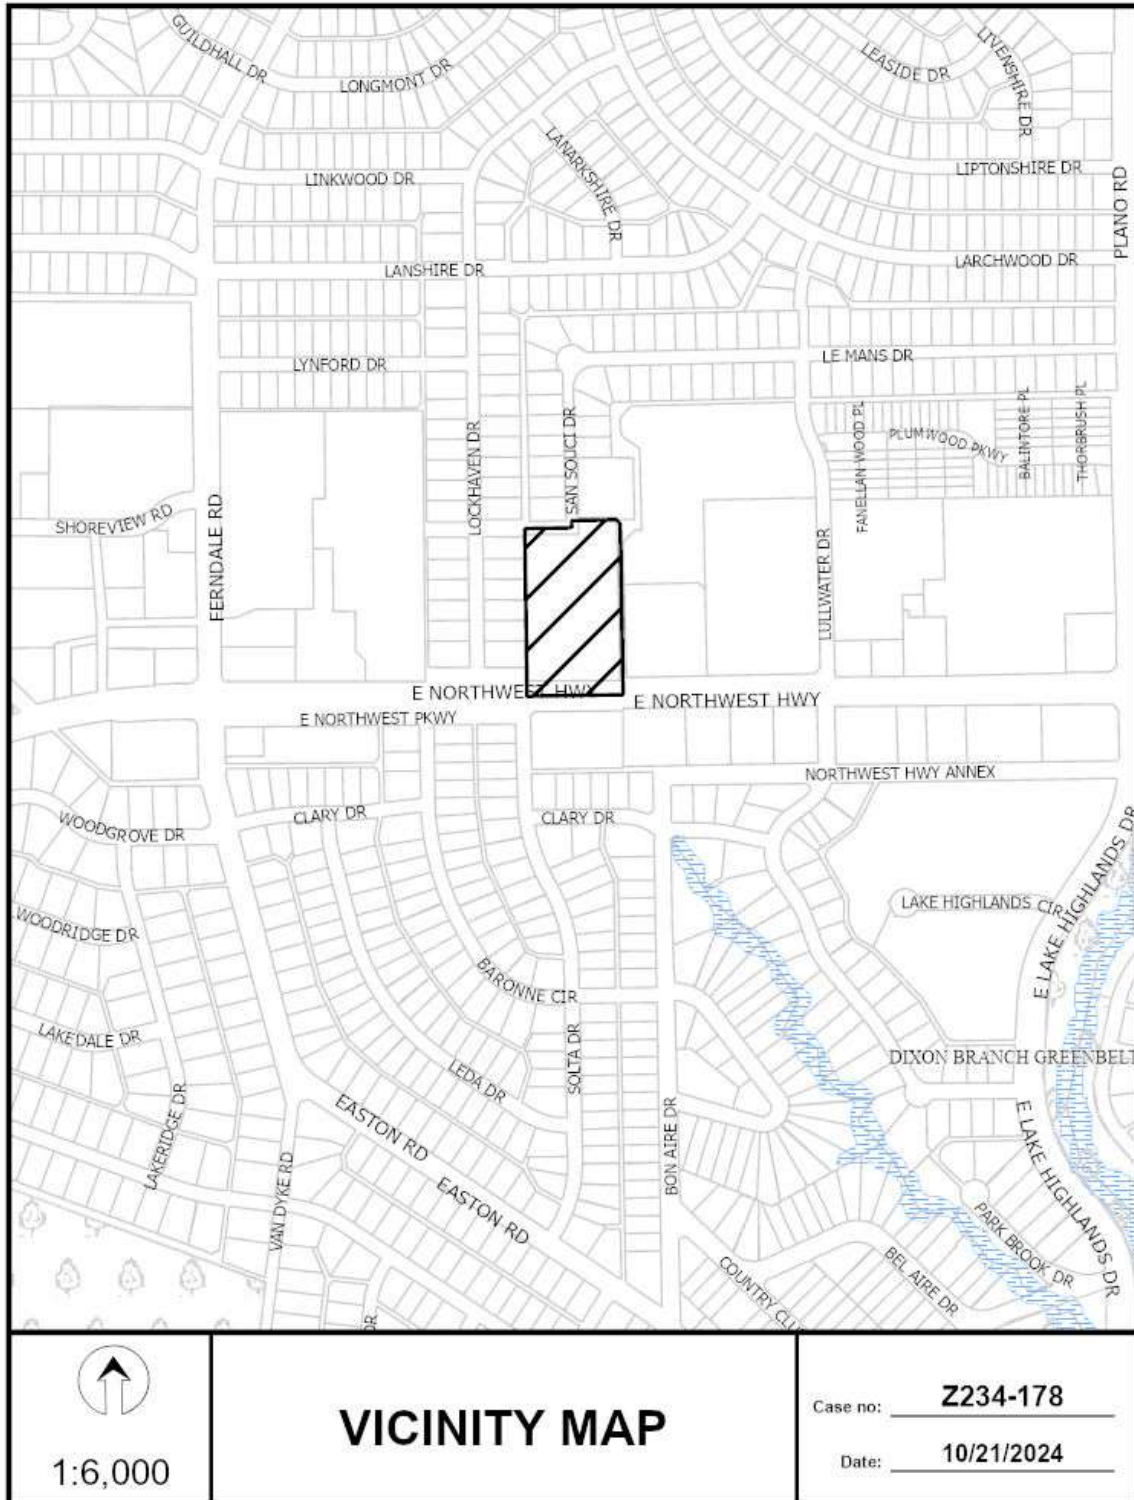 GUILDHALL DR
LONGMONT DR
LEASIDE DR
LIVENSHIRE DR
LANARKSHIRE DR
LINKWOOD DR
LIPTONSHIRE DR
PLANO RD
LANSHIRE DR
LARCHWOOD DR
LYNFORD DR
LE MANS DR
LOCKHAVEN DR
SAN SOUCI DR
FANELLAN WOOD PL
PLUMWOOD PKWY
BALINTORE PL
THORBRUSH PL
SHOREVIEW RD
FERNDALE RD
LULLWATER DR
E NORTHWEST HWY
E NORTHWEST HWY
E NORTHWEST PKWY
NORTHWEST HWY ANNEX
WOODGROVE DR
CLARY DR
CLARY DR
LAKE HIGHLANDS CIR
E LAKE HIGHLANDS DR
WOODRIDGE DR
BARONNE CIR
LAKEDALE DR
SOLTA DR
DIXON BRANCH GREENBELT
LEDA DR
LAKERIDGE DR
EASTON RD
BON AIRE DR
E LAKE HIGHLANDS DR
VAN DYKE RD
EASTON RD
PARK BROOK DR
BEL AIRE DR
COUNTRY CLU
DR
1:6,000
VICINITY MAP
Case no: Z234-178
Date: 10/21/2024